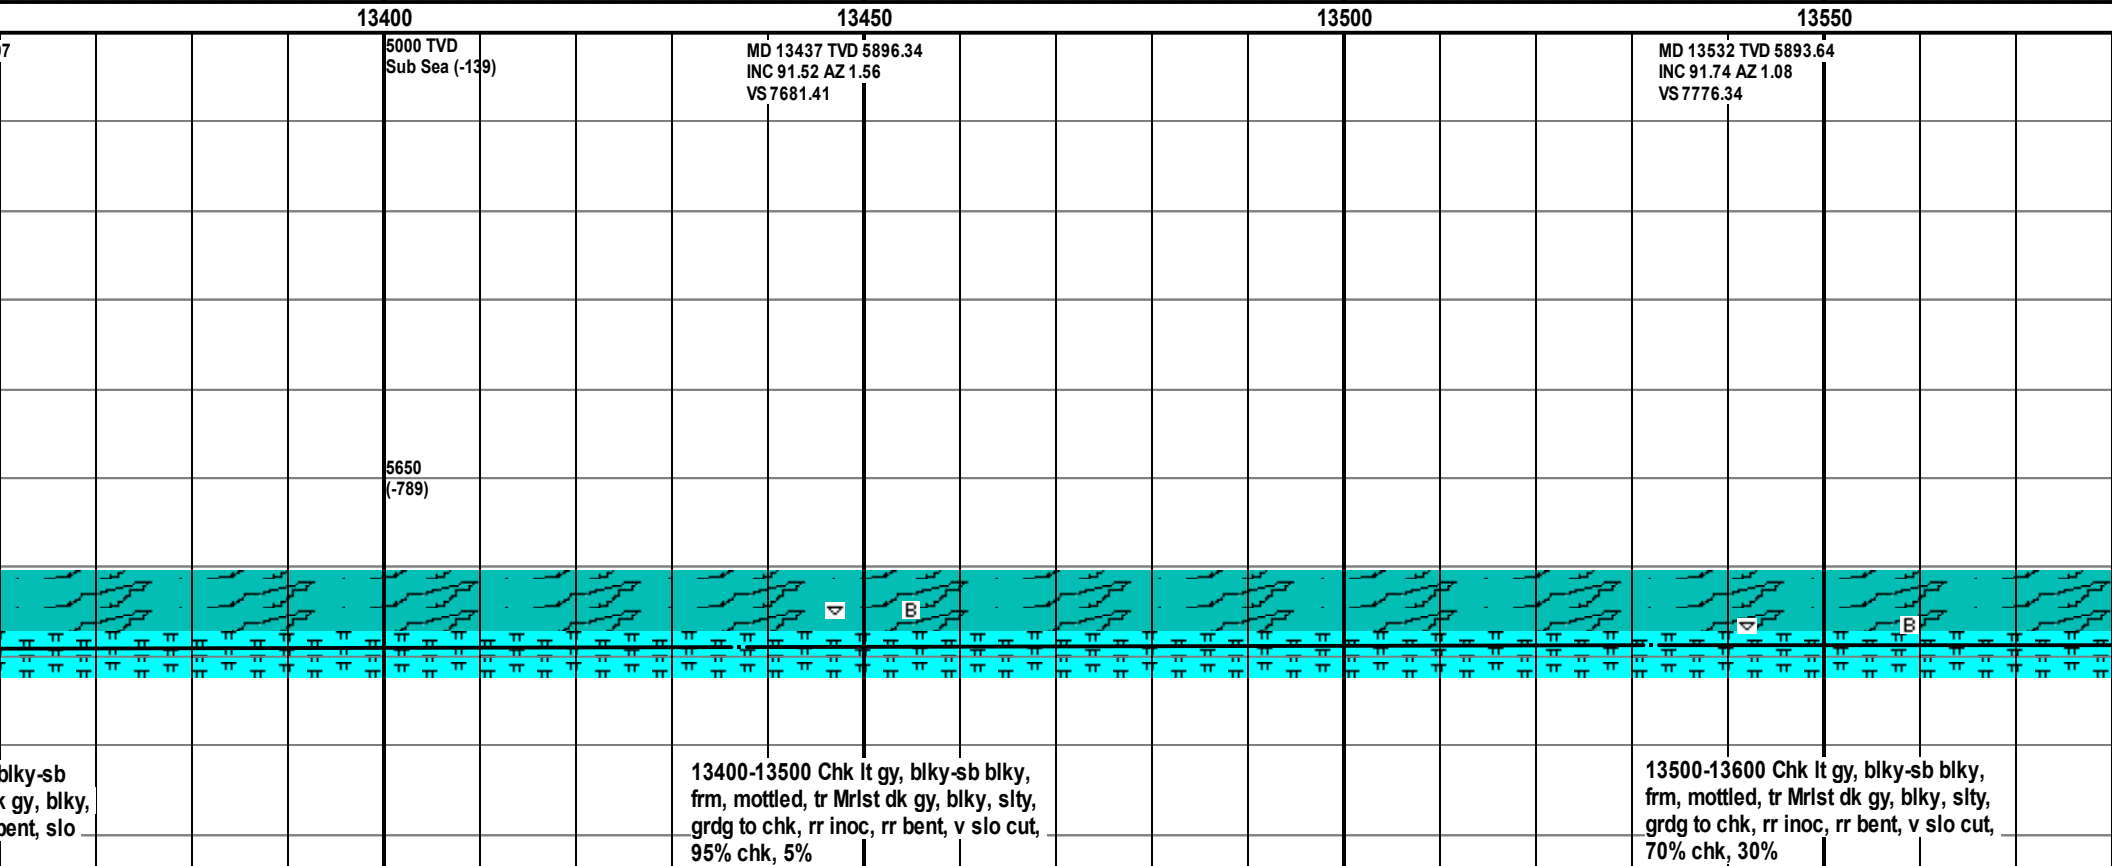 13400 13450 13500 13550
7
5000 TVD
Sub Sea (-139)
MD 13437 TVD 5896.34
INC 91.52 AZ 1.56
VS 7681.41
MD 13532 TVD 5893.64
INC 91.74 AZ 1.08
VS 7776.34
5650
(-789)
B
B
blky-sb
k gy, blky,
bent, slo
13400-13500 Chk lt gy, blky-sb blky,
frm, mottled, tr Mrlst dk gy, blky, slty,
grdg to chk, rr inoc, rr bent, v slo cut,
95% chk, 5%
13500-13600 Chk lt gy, blky-sb blky,
frm, mottled, tr Mrlst dk gy, blky, slty,
grdg to chk, rr inoc, rr bent, v slo cut,
70% chk, 30%